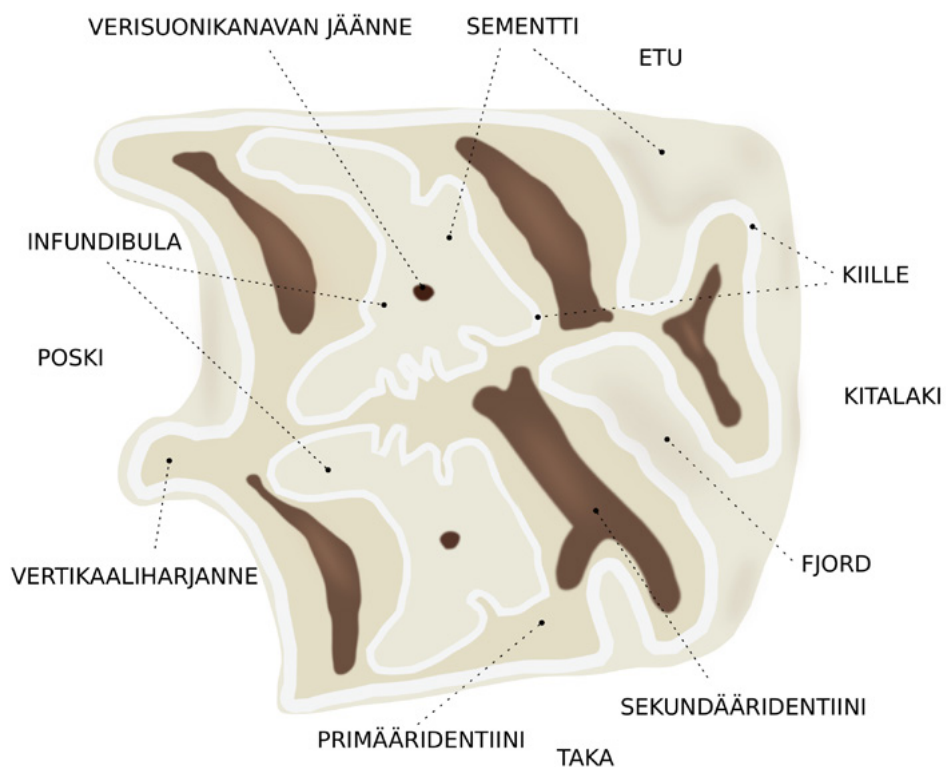 VERISUONIKANAVAN JÄÄNNE
SEMENTTI
ETU
INFUNDIBULA
KIILLE
POSKI
KITALAKI
FJORD
VERTIKAALIHARJANNE
SEKUNDÄÄRIDENTIINI
PRIMÄÄRIDENTIINI
TAKA